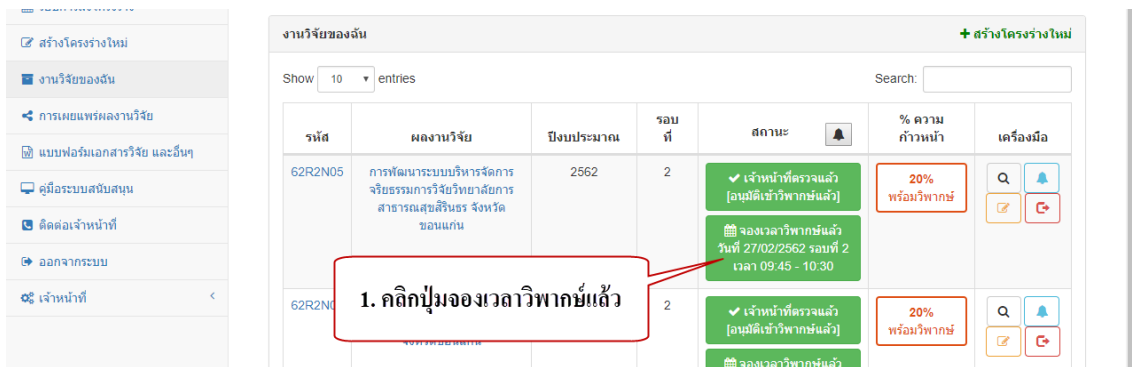 สร้างโครงร่างใหม่
งานวิจัยของฉัน
การเผยแพร่ผลงานวิจัย
แบบฟอร์มเอกสารวิจัย และอื่นๆ
คู่มือระบบสนับสนุน
ติดต่อเจ้าหน้าที่
ออกจากระบบ
เจ้าหน้าที่
งานวิจัยของฉัน
+ สร้างโครงร่างใหม่
Show 10 entries
Search:
รหัส
ผลงานวิจัย
ปีงบประมาณ
รอบ
ที่
สถานะ
% ความ
ก้าวหน้า
เครื่องมือ
62R2N05
การพัฒนาระบบบริหารจัดการ
จริยธรรมการวิจัยวิทยาลัยการ
สาธารณสุขสิรินธร จังหวัด
ขอนแก่น
2562
2
เจ้าหน้าที่ตรวจแล้ว
[อนุมัติเข้าวิพากษ์แล้ว]
จองเวลาวิพากษ์แล้ว
วันที่ 27/02/2562 รอบที่ 2
เวลา 09:45 - 10:30
20%
พร้อมวิพากษ์
1. คลิกปุ่มจองเวลาวิพากษ์แล้ว
2
เจ้าหน้าที่ตรวจแล้ว
[อนุมัติเข้าวิพากษ์แล้ว]
จองเวลาวิพากษ์แล้ว
20%
พร้อมวิพากษ์